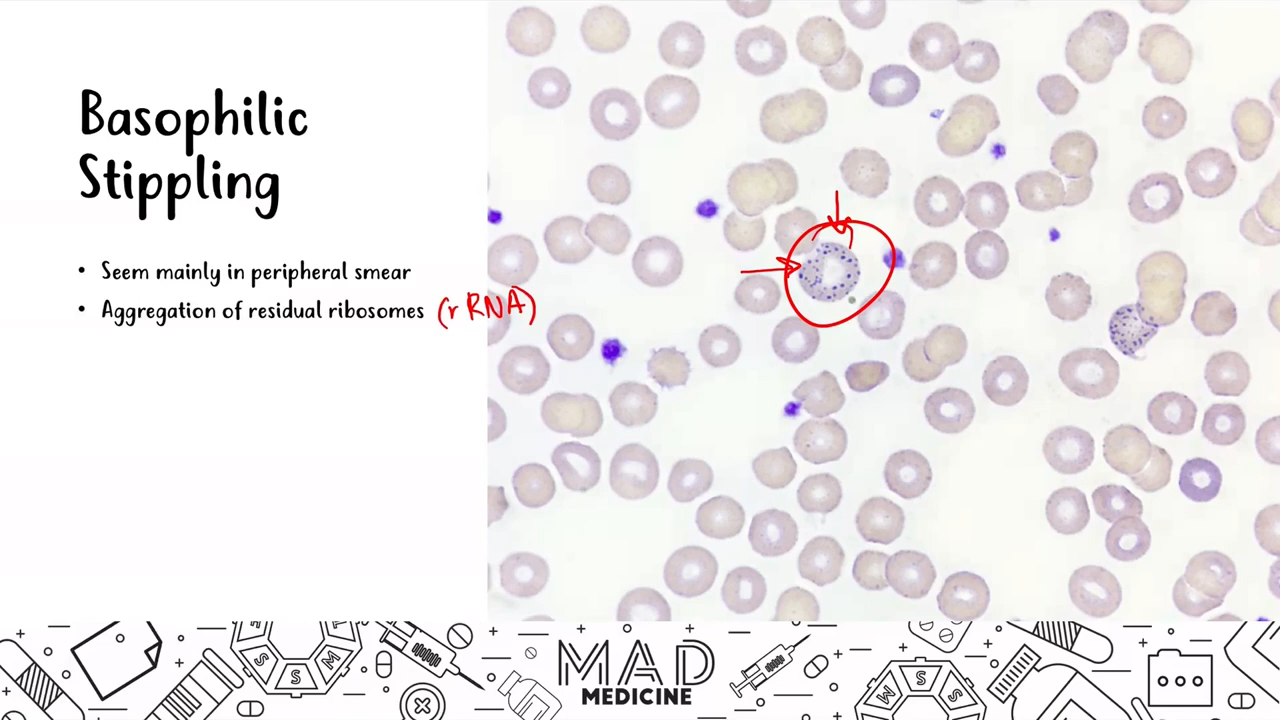 Basophilic
Stippling
• Seem mainly in peripheral smear
• Aggregation of residual ribosomes (rRNA)
MAD
MEDICINE